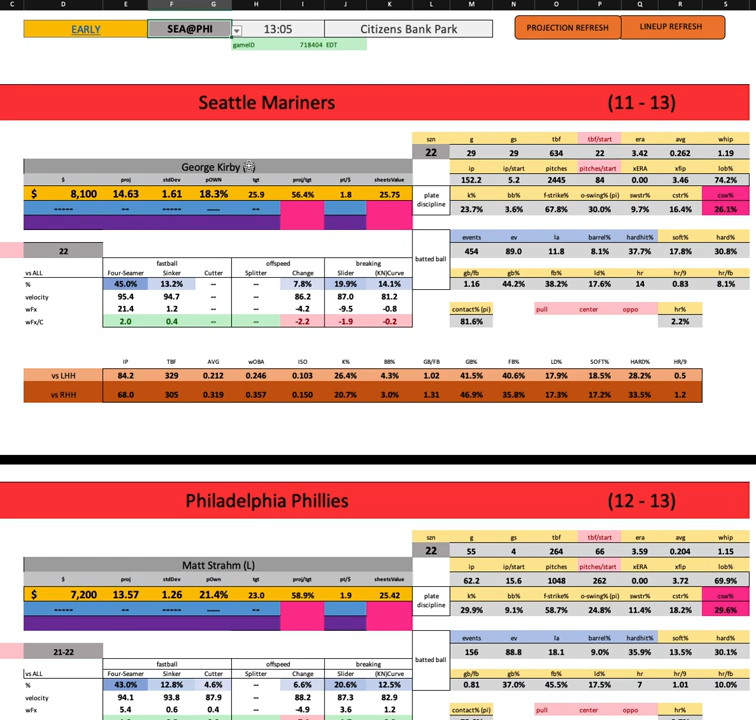 C D E F G H I J K L M N O P Q R S
EARLY SEA@PHI 13:05 Citizens Bank Park PROJECTION REFRESH LINEUP REFRESH
gameID 718404 EDT
Seattle Mariners (11 - 13)
szn g gs tbf tbf/start era avg whip
22 29 29 634 22 3.42 0.262 1.19
George Kirby
ip ip/start pitches pitches/start xERA xfip lob%
$ proj stdDev pOWN tgt proj/tgt pt/$ sheetsValue
152.2 5.2 2445 84 0.00 3.46 74.2%
$ 8,100 14.63 1.61 18.3% 25.9 56.4% 1.8 25.75
plate discipline k% bb% f-strike% o-swing% (pi) swstr% cstr% csw%
----- -- --- — --
23.7% 3.6% 67.8% 30.0% 9.7% 16.4% 26.1%
batted ball events ev la barrel% hardhit% soft% hard%
22
454 89.0 11.8 8.1% 37.7% 17.8% 30.8%
fastball offspeed breaking
gb/fb gb% fb% ld% hr hr/9 hr/fb
vs ALL Four-Seamer Sinker Cutter Splitter Change Slider (KN)Curve
1.16 44.2% 38.2% 17.6% 14 0.83 8.1%
% 45.0% 13.2% -- -- 7.8% 19.9% 14.1%
velocity 95.4 94.7 -- -- 86.2 87.0 81.2
wFx 21.4 1.2 -- -- -4.2 -9.5 -0.8
contact% (pi) pull center oppo hr%
wFx/C 2.0 0.4 -- -- -2.2 -1.9 -0.2
81.6% 2.2%
IP TBF AVG wOBA ISO K% BB% GB/FB GB% FB% LD% SOFT% HARD% HR/9
vs LHH 84.2 329 0.212 0.246 0.103 26.4% 4.3% 1.02 41.5% 40.6% 17.9% 18.5% 28.2% 0.5
vs RHH 68.0 305 0.319 0.357 0.150 20.7% 3.0% 1.31 46.9% 35.8% 17.3% 17.2% 33.5% 1.2
Philadelphia Phillies (12 - 13)
szn g gs tbf tbf/start era avg whip
22 55 4 264 66 3.59 0.204 1.15
Matt Strahm (L)
ip ip/start pitches pitches/start xERA xfip lob%
$ proj stdDev pOwn tgt proj/tgt pt/$ sheetsValue
62.2 15.6 1048 262 0.00 3.72 69.9%
$ 7,200 13.57 1.26 21.4% 23.0 58.9% 1.9 25.42
plate discipline k% bb% f-strike% o-swing% (pi) swstr% cstr% csw%
----- -- --- — --
29.9% 9.1% 58.7% 24.8% 11.4% 18.2% 29.6%
batted ball events ev la barrel% hardhit% soft% hard%
21-22
156 88.8 18.1 9.0% 35.9% 13.5% 30.1%
fastball offspeed breaking
gb/fb gb% fb% ld% hr hr/9 hr/fb
vs ALL Four-Seamer Sinker Cutter Splitter Change Slider (KN)Curve
0.81 37.0% 45.5% 17.5% 7 1.01 10.0%
% 43.0% 12.8% 4.6% -- 6.6% 20.6% 12.5%
velocity 94.1 93.8 87.9 -- 88.2 87.3 82.9
wFx 5.4 0.6 0.4 -- -4.9 3.6 1.2
contact% (pi) pull center oppo hr%